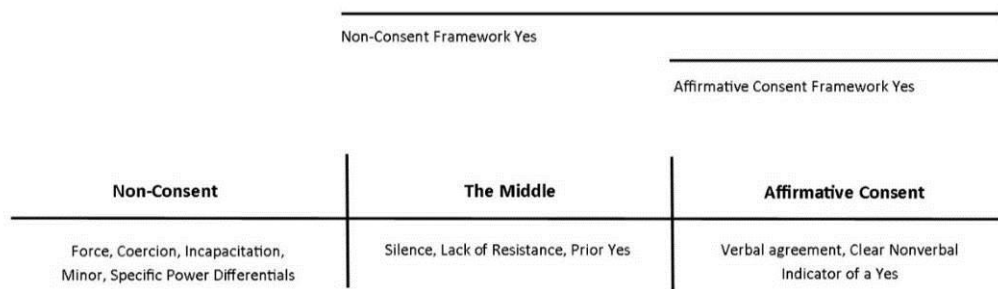 Non-Consent Framework Yes
Affirmative Consent Framework Yes
Non-Consent
The Middle
Affirmative Consent
Force, Coercion, Incapacitation,
Minor, Specific Power Differentials
Silence, Lack of Resistance, Prior Yes
Verbal agreement, Clear Nonverbal
Indicator of a Yes